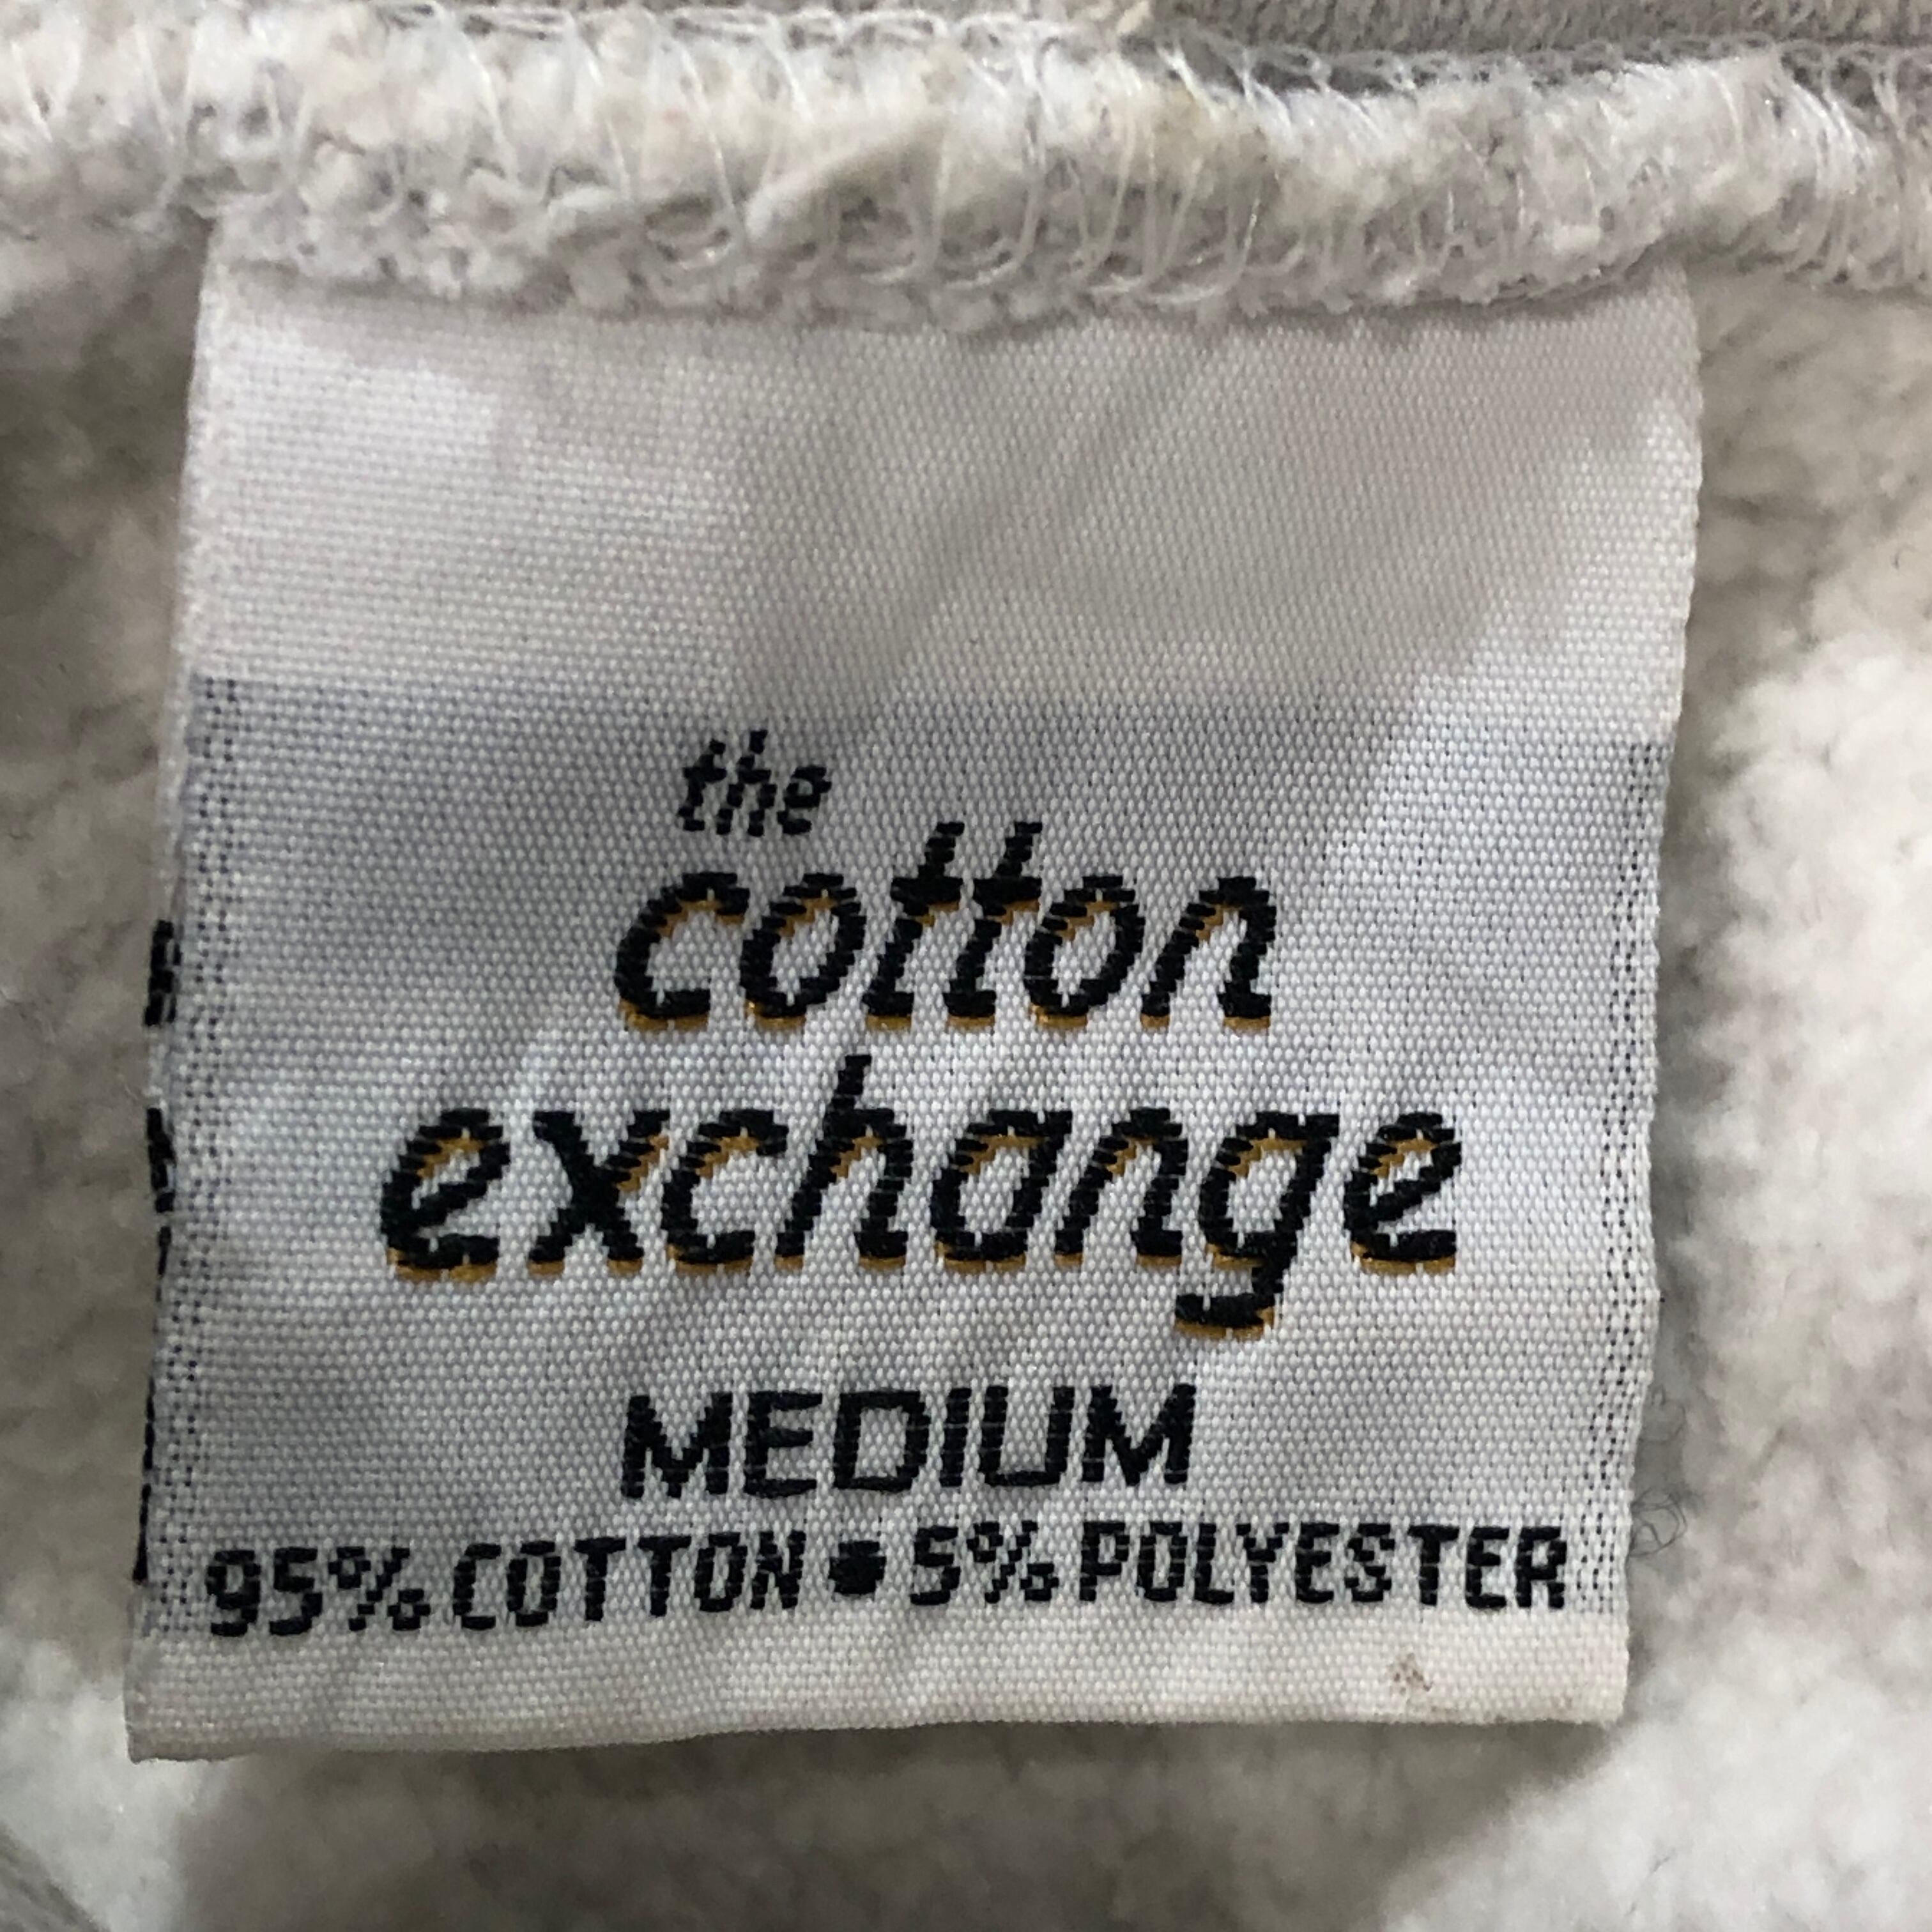 the
cotton
exchange
MEDIUM
95% COTTON • 5% POLYESTER